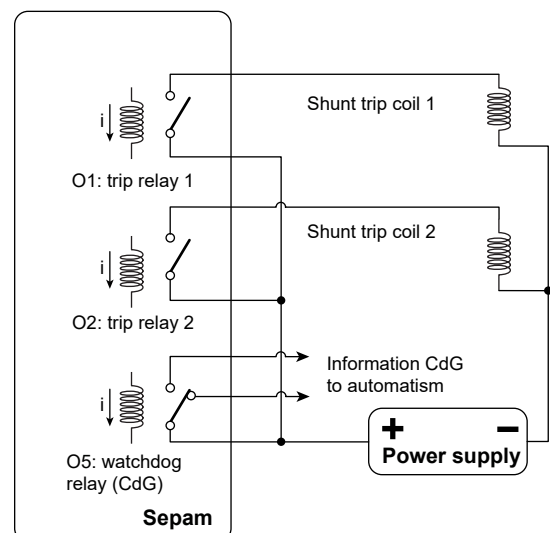 Shunt trip coil 1
i
O1: trip relay 1
Shunt trip coil 2
i
O2: trip relay 2
Information CdG
to automatism
i
+ −
Power supply
O5: watchdog
relay (CdG)
Sepam